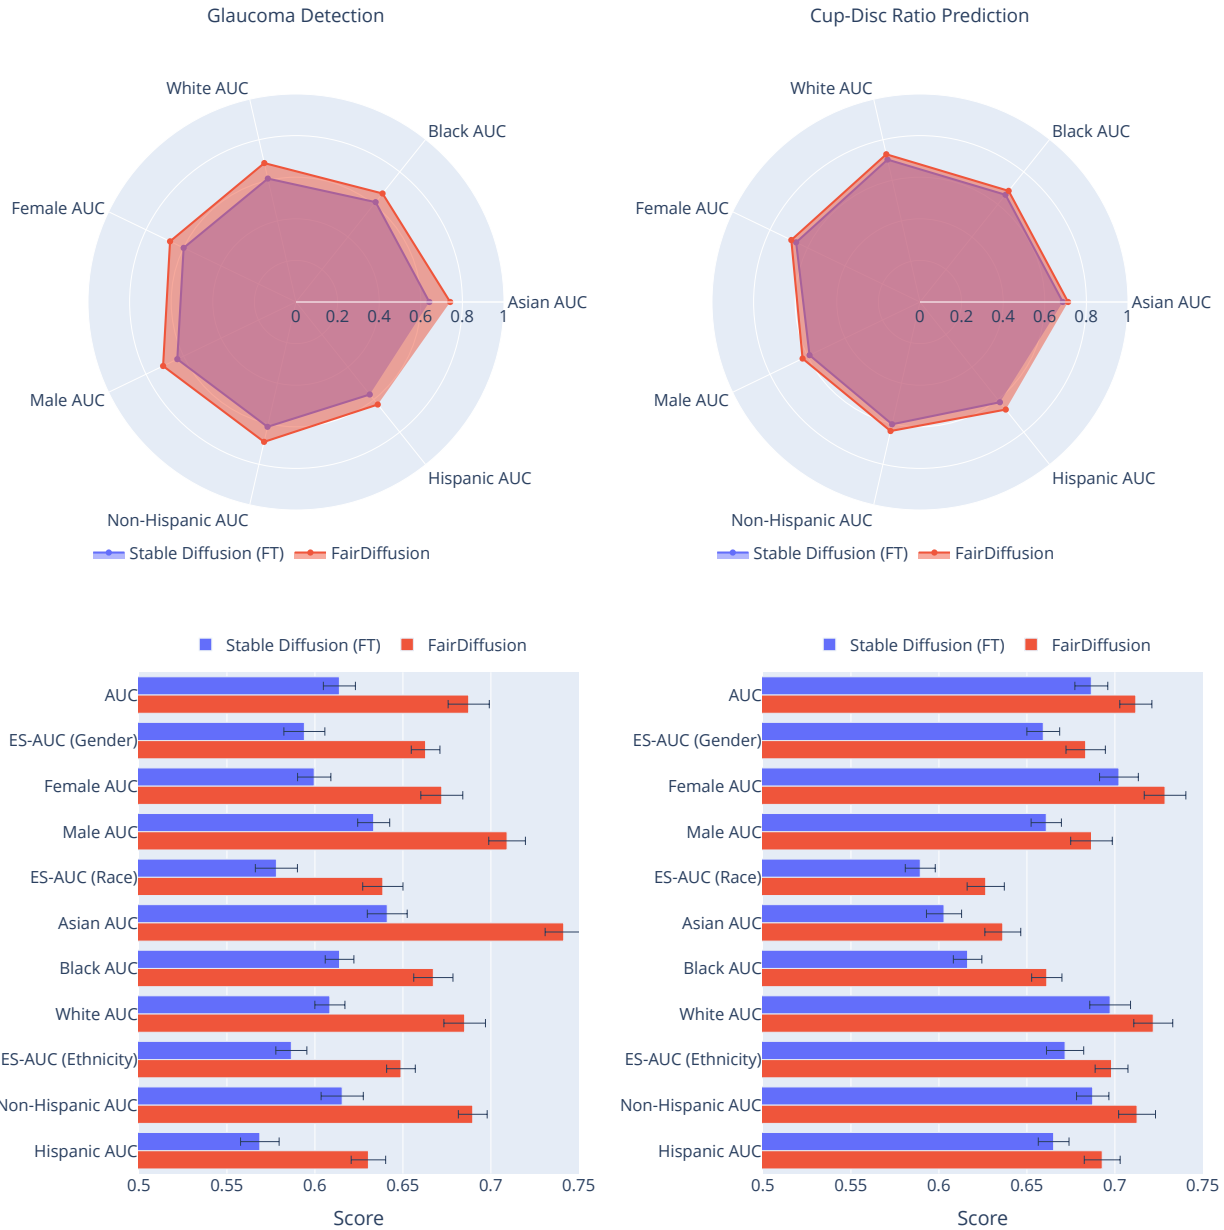 Glaucoma Detection
Cup-Disc Ratio Prediction
White AUC
Black AUC
Female AUC
Asian AUC
0 0.2 0.4 0.6 0.8 1
Male AUC
Hispanic AUC
Non-Hispanic AUC
Stable Diffusion (FT) FairDiffusion
White AUC
Black AUC
Female AUC
Asian AUC
0 0.2 0.4 0.6 0.8 1
Male AUC
Hispanic AUC
Non-Hispanic AUC
Stable Diffusion (FT) FairDiffusion
Stable Diffusion (FT) FairDiffusion
AUC
ES-AUC (Gender)
Female AUC
Male AUC
ES-AUC (Race)
Asian AUC
Black AUC
White AUC
ES-AUC (Ethnicity)
Non-Hispanic AUC
Hispanic AUC
0.5 0.55 0.6 0.65 0.7 0.75
Score
Stable Diffusion (FT) FairDiffusion
AUC
ES-AUC (Gender)
Female AUC
Male AUC
ES-AUC (Race)
Asian AUC
Black AUC
White AUC
ES-AUC (Ethnicity)
Non-Hispanic AUC
Hispanic AUC
0.5 0.55 0.6 0.65 0.7 0.75
Score